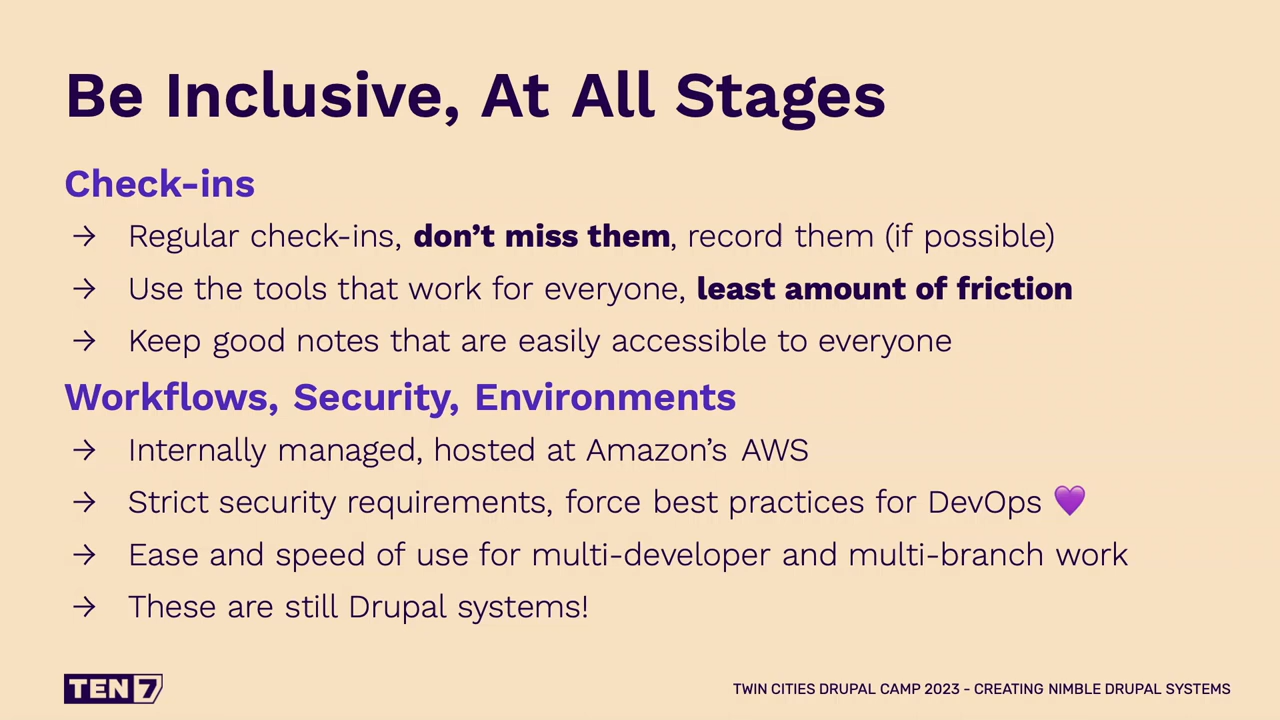 Be Inclusive, At All Stages
Check-ins
→ Regular check-ins, don’t miss them, record them (if possible)
→ Use the tools that work for everyone, least amount of friction
→ Keep good notes that are easily accessible to everyone
Workflows, Security, Environments
→ Internally managed, hosted at Amazon’s AWS
→ Strict security requirements, force best practices for DevOps 💜
→ Ease and speed of use for multi-developer and multi-branch work
→ These are still Drupal systems!
TEN7
TWIN CITIES DRUPAL CAMP 2023 - CREATING NIMBLE DRUPAL SYSTEMS